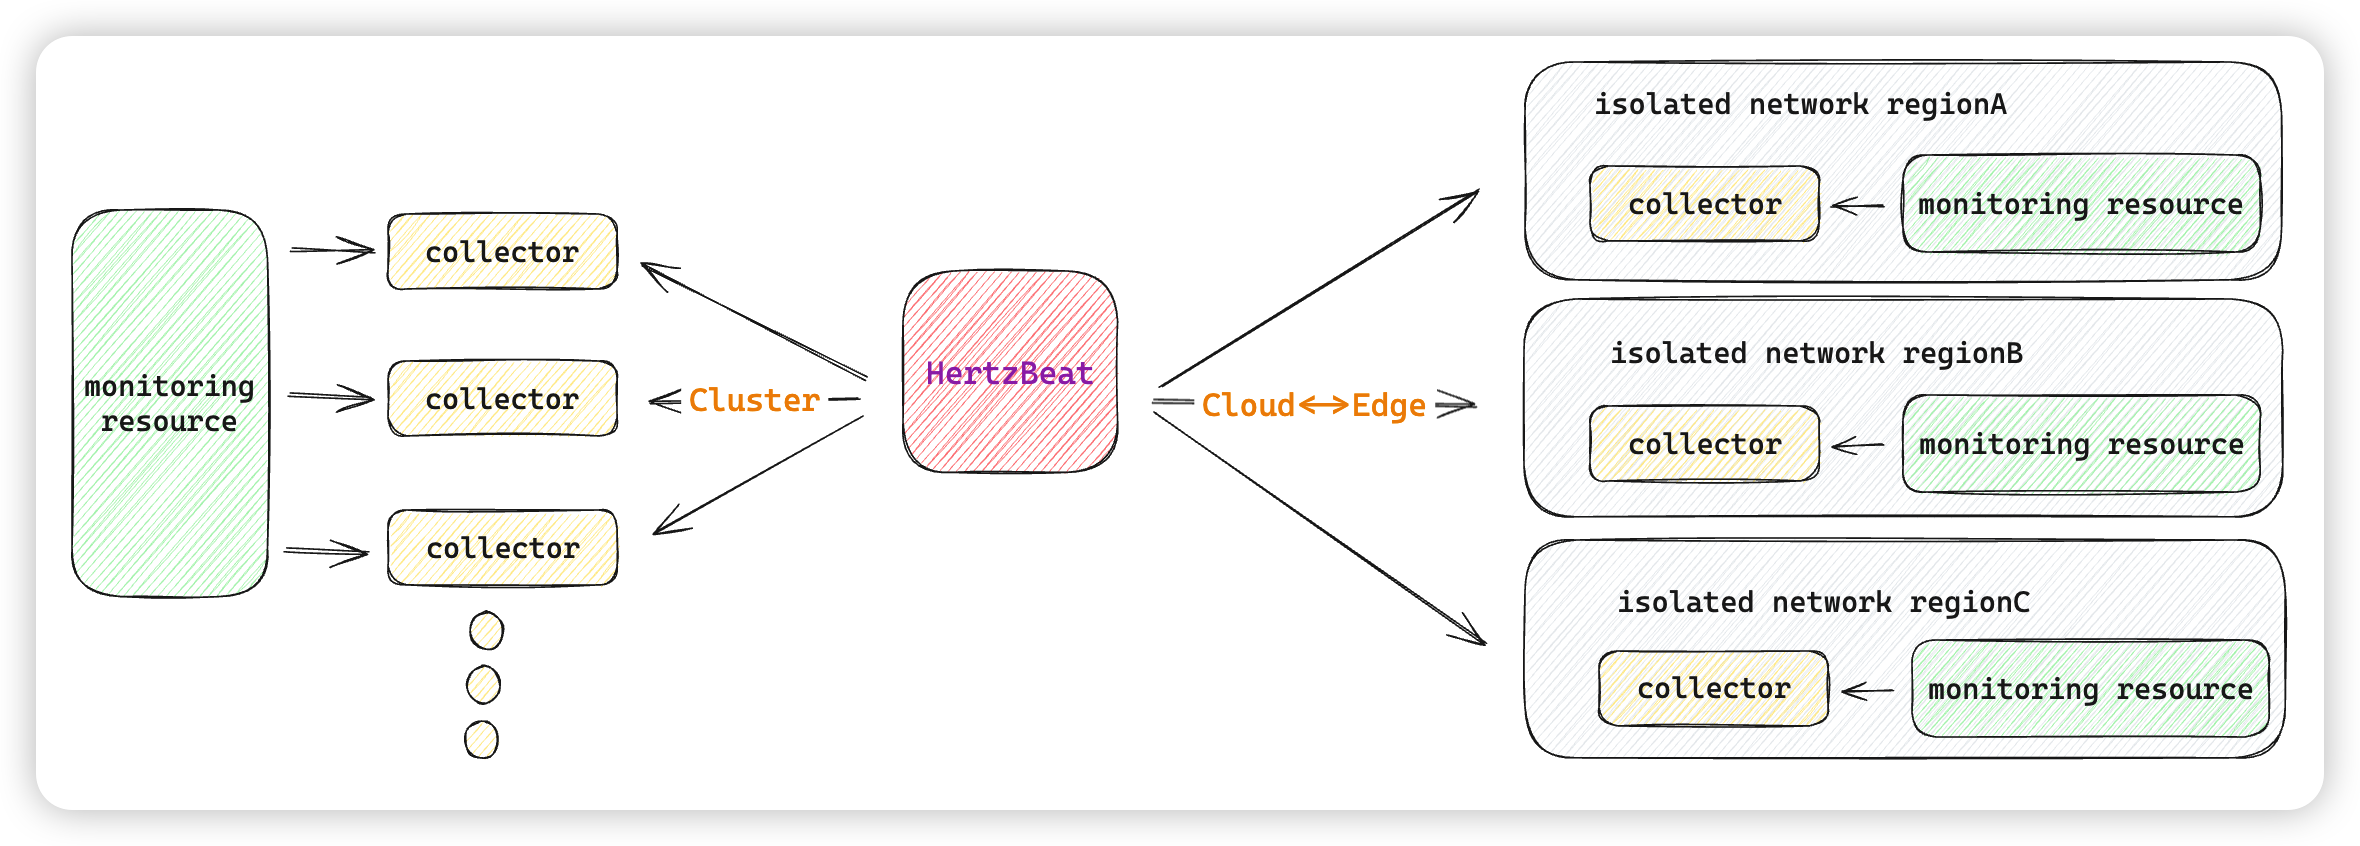 monitoring
resource
collector
collector
collector
Cluster
HertzBeat
Cloud<->Edge
isolated network regionA
collector
monitoring resource
isolated network regionB
collector
monitoring resource
isolated network regionC
collector
monitoring resource